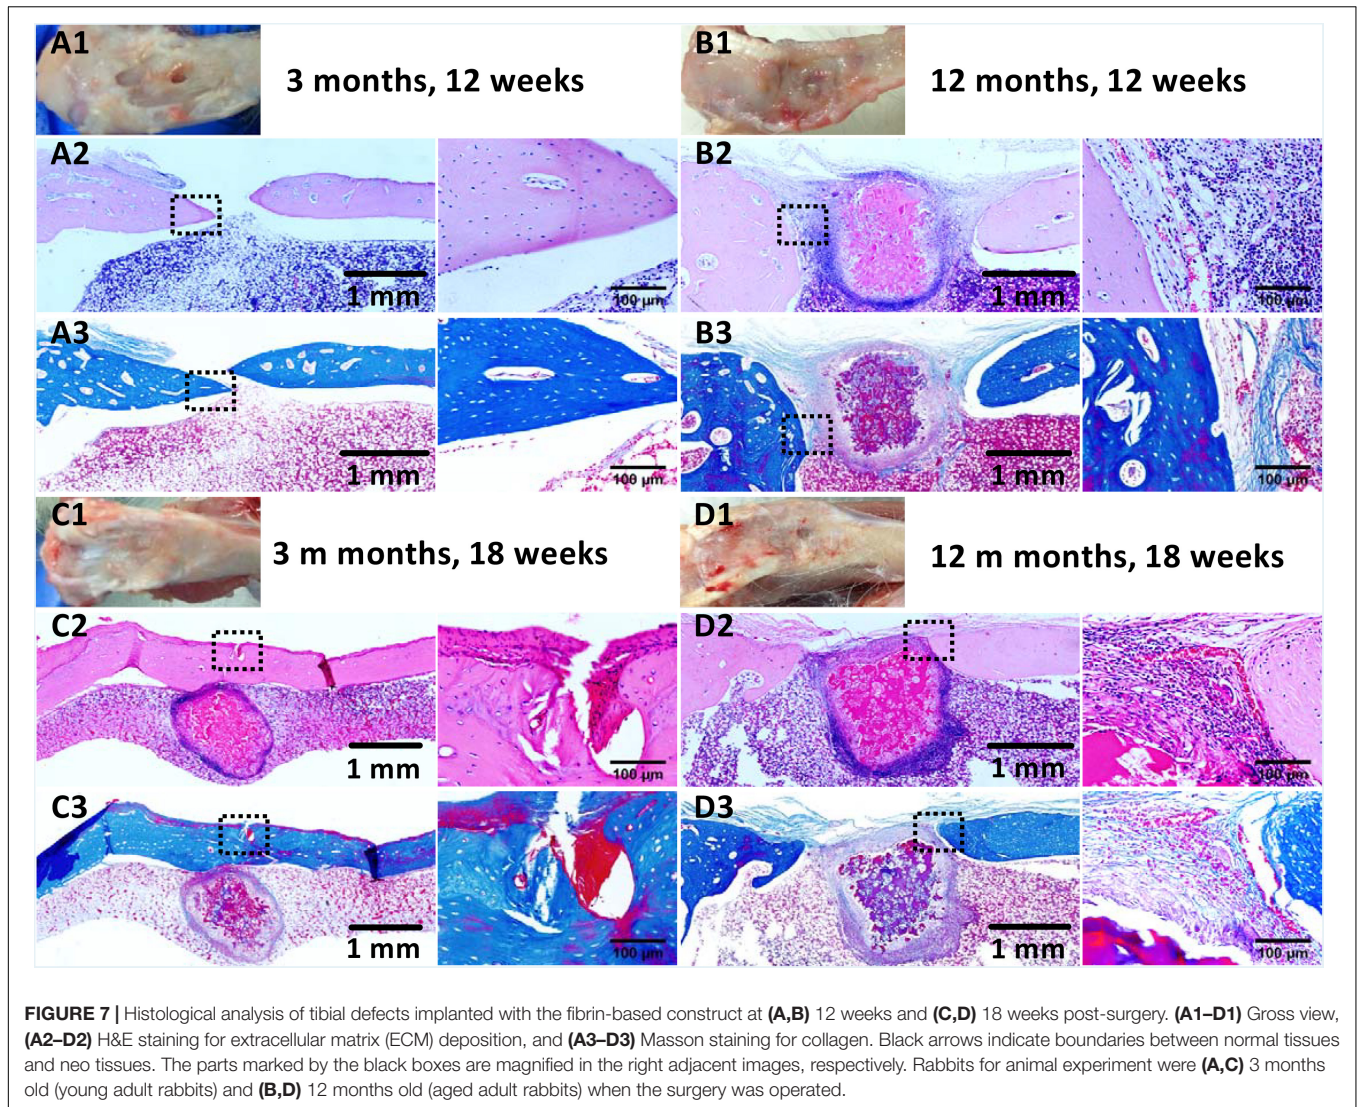 A1
3 months, 12 weeks
B1
12 months, 12 weeks
A2
1 mm
100 µm
B2
1 mm
100 µm
A3
1 mm
100 µm
B3
1 mm
100 µm
C1
3 m months, 18 weeks
D1
12 m months, 18 weeks
C2
1 mm
100 µm
D2
1 mm
100 µm
C3
1 mm
100 µm
D3
1 mm
100 µm
FIGURE 7 | Histological analysis of tibial defects implanted with the fibrin-based construct at (A,B) 12 weeks and (C,D) 18 weeks post-surgery. (A1–D1) Gross view,
(A2–D2) H&E staining for extracellular matrix (ECM) deposition, and (A3–D3) Masson staining for collagen. Black arrows indicate boundaries between normal tissues
and neo tissues. The parts marked by the black boxes are magnified in the right adjacent images, respectively. Rabbits for animal experiment were (A,C) 3 months
old (young adult rabbits) and (B,D) 12 months old (aged adult rabbits) when the surgery was operated.